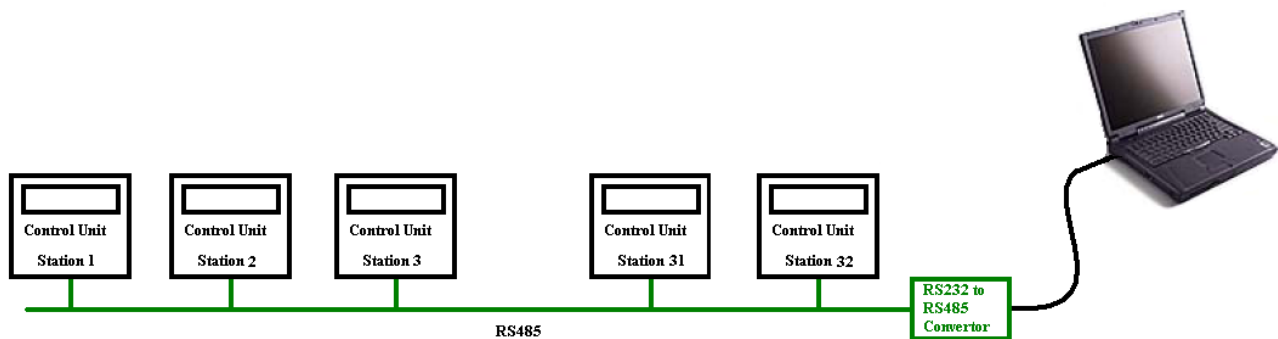 Control Unit
Station 1
Control Unit
Station 2
Control Unit
Station 3
Control Unit
Station 31
Control Unit
Station 32
RS232 to
RS485
Convertor
RS485